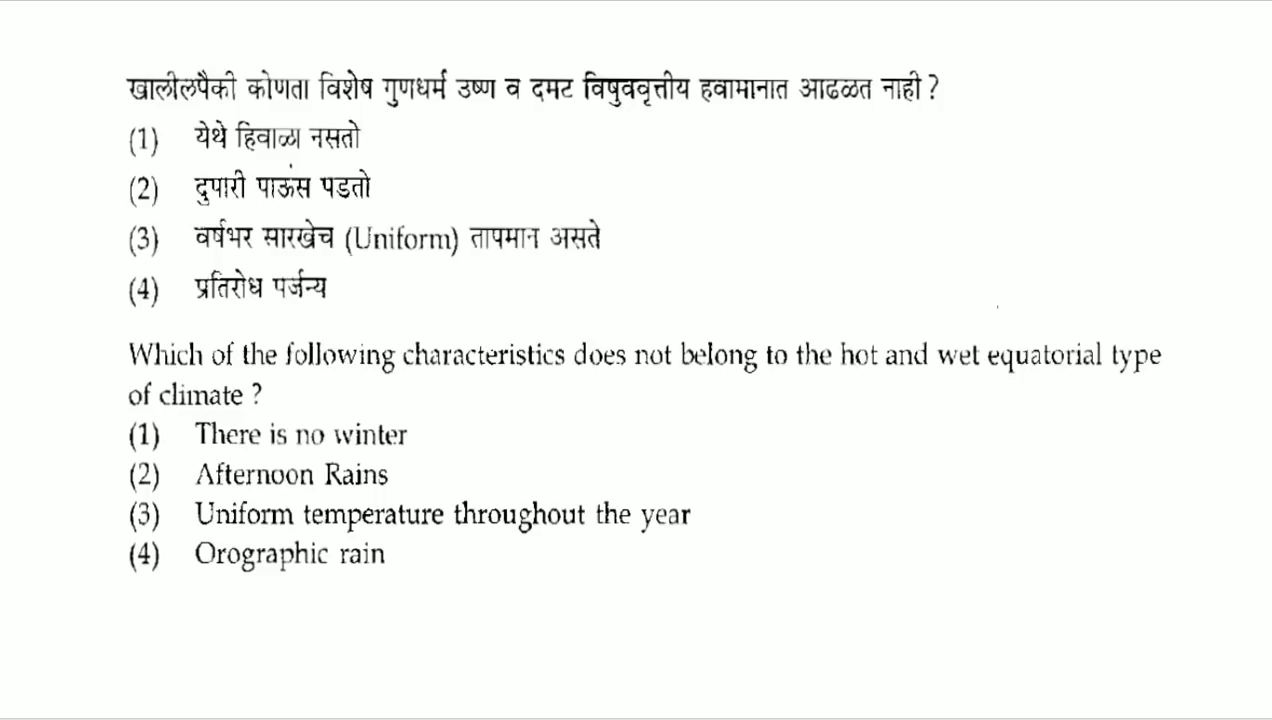 खालीलपैकी कोणता विशेष गुणधर्म उष्ण व दमट विषुववृत्तीय हवामानात आढळत नाही ?
(1) येथे हिवाळा नसतो
(2) दुपारी पाऊस पडतो
(3) वर्षभर सारखेच (Uniform) तापमान असते
(4) प्रतिरोध पर्जन्य
Which of the following characteristics does not belong to the hot and wet equatorial type
of climate ?
(1) There is no winter
(2) Afternoon Rains
(3) Uniform temperature throughout the year
(4) Orographic rain